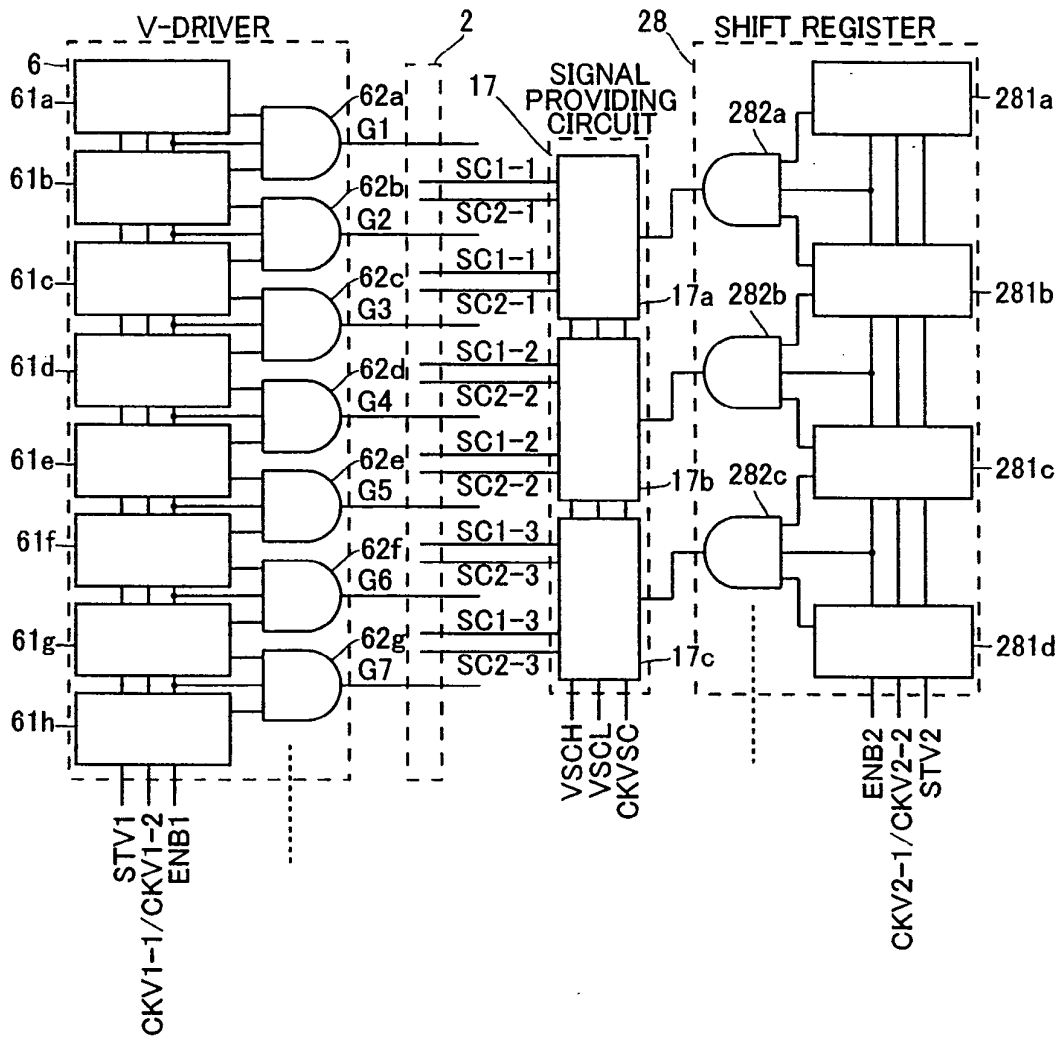 V-DRIVER
2
28
SHIFT REGISTER
6
61a
62a
G1
17
SIGNAL
PROVIDING
CIRCUIT
282a
281a
61b
62b
G2
SC1-1
SC2-1
61c
62c
G3
SC1-1
SC2-1
17a
282b
281b
61d
62d
G4
SC1-2
SC2-2
61e
62e
G5
SC1-2
SC2-2
17b
282c
281c
61f
62f
G6
SC1-3
SC2-3
61g
62g
G7
SC1-3
SC2-3
17c
281d
61h
STV1
CKV1-1/CKV1-2
ENB1
VSCH
VSCL
CKVSC
ENB2
CKV2-1/CKV2-2
STV2